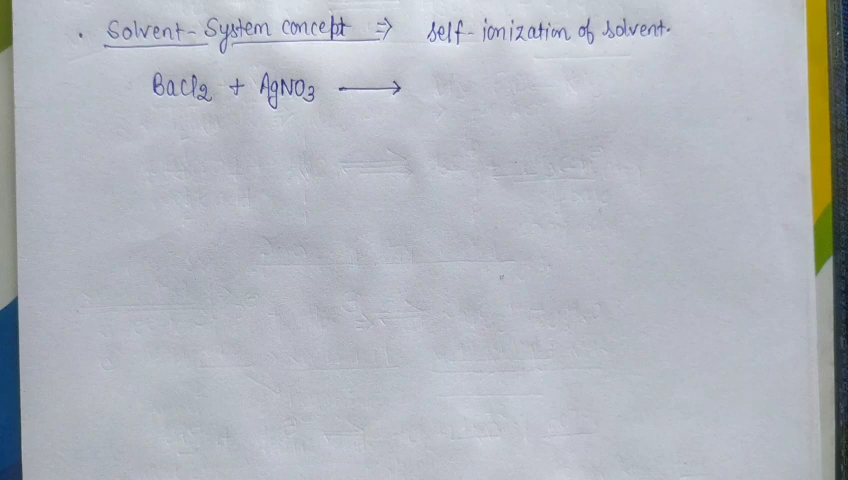 . Solvent-System concept ⇒ self-ionization of solvent.
BaCl2 + AgNO3 ⟶